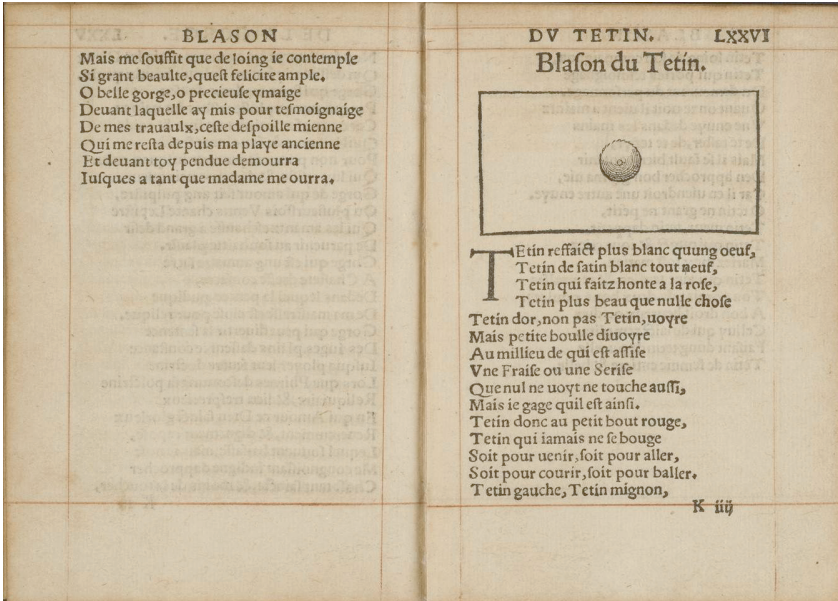 BLASON
Mais me souffit que de loing ie contemple
Si grant beaulte, quest felicite ample.
O belle gorge, o precieuse ymaige
Deuant laquelle ay mis pour tesmoignaige
De mes trauaulx, ceste despoille mienne
Qui me resta depuis ma playe ancienne
Et deuant toy pendue demourra
Iusques a tant que madame me ourra.
DV TETIN. LXXVI
Blason du Tetin.
TEtin reffaict plus blanc quung oeuf,
Tetin de satin blanc tout neuf,
Tetin qui faitz honte a la rose,
Tetin plus beau que nulle chose
Tetin dor, non pas Tetin, uoyre
Mais petite boulle diuoyre
Au millieu de qui est assise
Vne Fraise ou une Serise
Que nul ne uoyt ne touche aussi,
Mais ie gage quil est ainsi.
Tetin donc au petit bout rouge,
Tetin qui iamais ne se bouge
Soit pour uenir, soit pour aller,
Soit pour courir, soit pour baller.
Tetin gauche, Tetin mignon,
K iiij